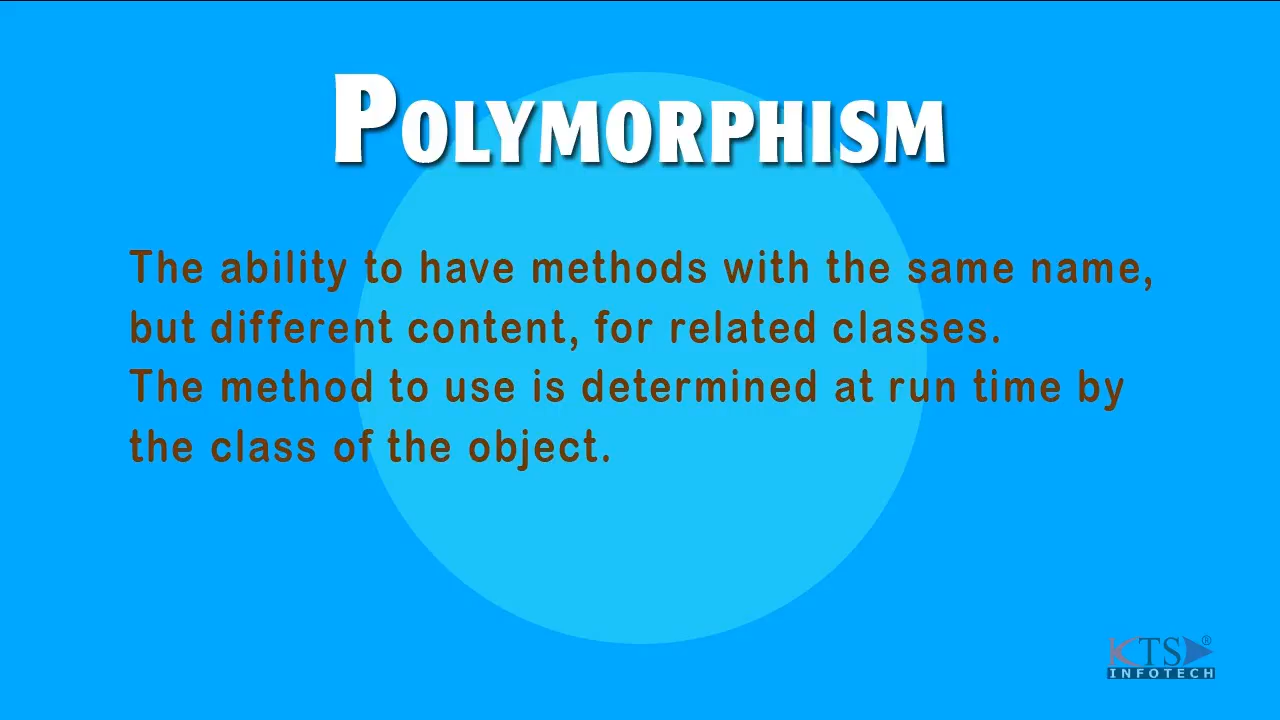 POLYMORPHISM
The ability to have methods with the same name,
but different content, for related classes.
The method to use is determined at run time by
the class of the object.
KTS®
INFOTECH